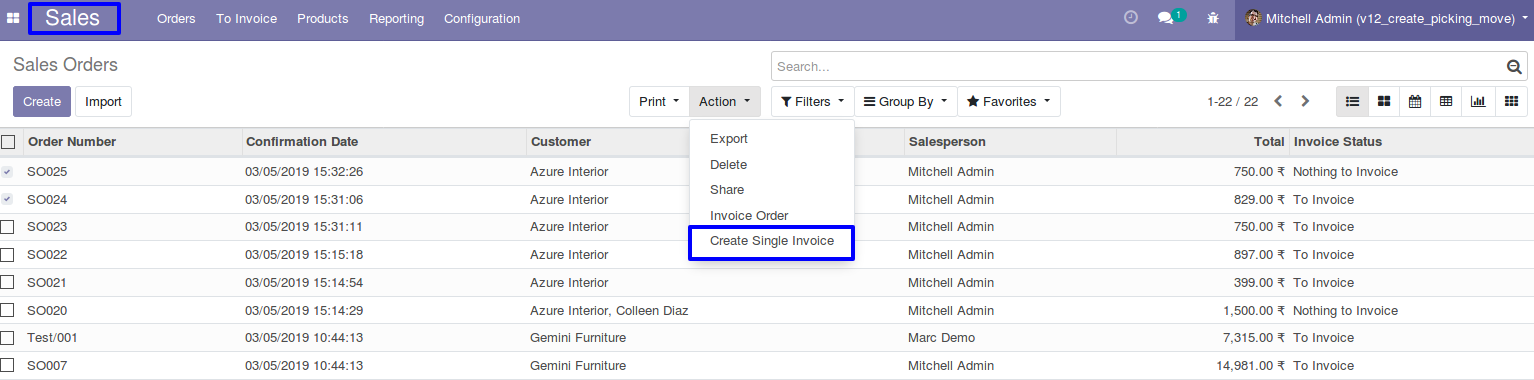 Sales Orders To Invoice Products Reporting Configuration 1 Mitchell Admin (v12_create_picking_move)
Sales Orders Search...
Create Import Print Action Filters Group By Favorites 1-22 / 22
Order Number Confirmation Date Customer Salesperson Total Invoice Status
Export
Delete
Share
Invoice Order
Create Single Invoice
SO025 03/05/2019 15:32:26 Azure Interior Mitchell Admin 750.00 ₹ Nothing to Invoice
SO024 03/05/2019 15:31:06 Azure Interior Mitchell Admin 829.00 ₹ To Invoice
SO023 03/05/2019 15:31:11 Azure Interior Mitchell Admin 750.00 ₹ To Invoice
SO022 03/05/2019 15:15:18 Azure Interior Mitchell Admin 897.00 ₹ To Invoice
SO021 03/05/2019 15:14:54 Azure Interior Mitchell Admin 399.00 ₹ To Invoice
SO020 03/05/2019 15:14:29 Azure Interior, Colleen Diaz Mitchell Admin 1,500.00 ₹ Nothing to Invoice
Test/001 03/05/2019 10:44:13 Gemini Furniture Marc Demo 7,315.00 ₹ To Invoice
SO007 03/05/2019 10:44:13 Gemini Furniture Mitchell Admin 14,981.00 ₹ To Invoice